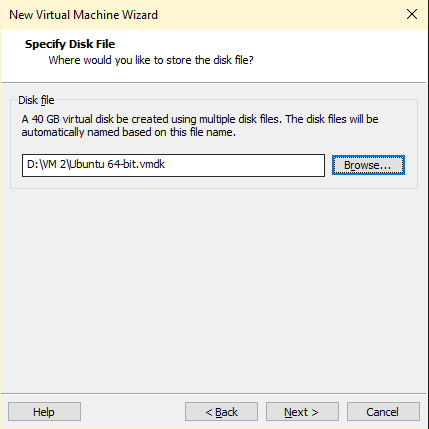 New Virtual Machine Wizard
Specify Disk File
Where would you like to store the disk file?
Disk file
A 40 GB virtual disk be created using multiple disk files. The disk files will be
automatically named based on this file name.
D:\VM 2\Ubuntu 64-bit.vmdk
Browse...
Help
< Back
Next >
Cancel